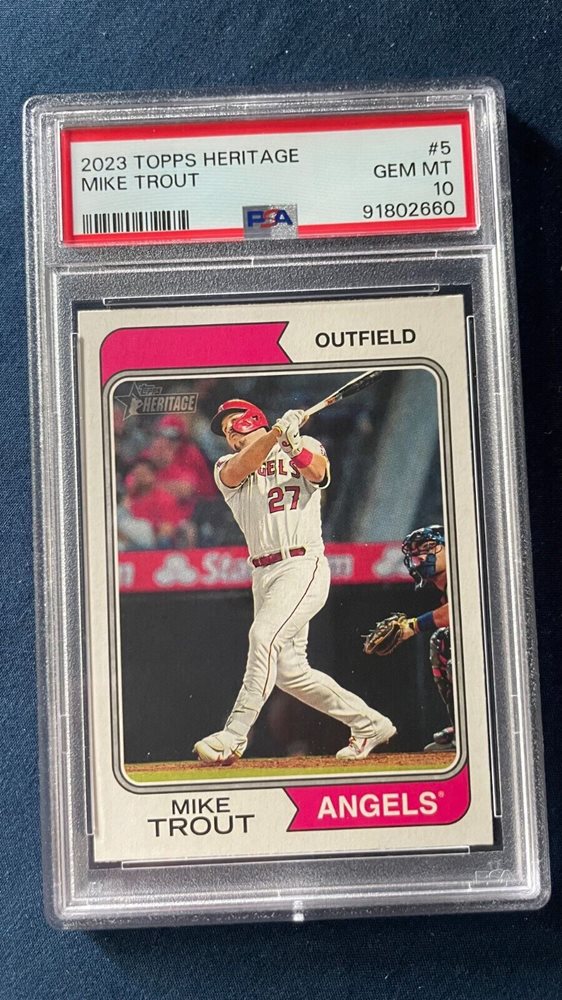 2023 TOPPS HERITAGE #5
MIKE TROUT GEM MT
10
PSA 91802660
OUTFIELD
Topps
HERITAGE
ANGELS
27
MIKE
TROUT
ANGELS®